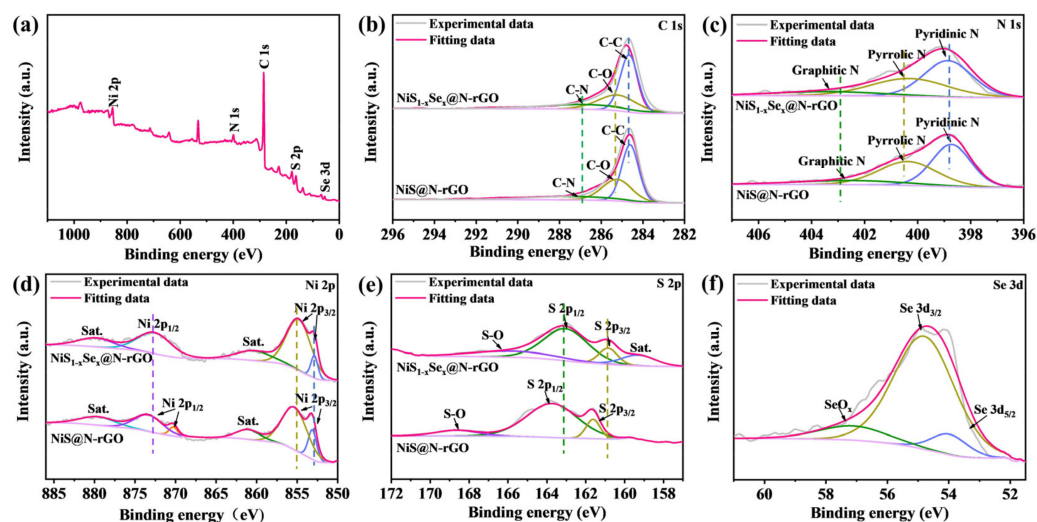 (a)
Ni 2p
N 1s
C 1s
S 2p
Se 3d
Intensity (a.u.)
1000 800 600 400 200 0
Binding energy (eV)
(b)
Experimental data
Fitting data
C 1s
C-C
C-O
C-N
NiS1-xSex@N-rGO
C-C
C-O
C-N
NiS@N-rGO
Intensity (a.u.)
296 294 292 290 288 286 284 282
Binding energy (eV)
(c)
Experimental data
Fitting data
N 1s
Pyridinic N
Pyrrolic N
Graphitic N
NiS1-xSex@N-rGO
Pyridinic N
Pyrrolic N
Graphitic N
NiS@N-rGO
Intensity (a.u.)
406 404 402 400 398 396
Binding energy (eV)
(d)
Experimental data
Fitting data
Ni 2p
Sat.
Ni 2p1/2
Sat.
Ni 2p3/2
NiS1-xSex@N-rGO
Sat.
Ni 2p1/2
Sat.
Ni 2p3/2
NiS@N-rGO
Intensity (a.u.)
885 880 875 870 865 860 855 850
Binding energy (eV)
(e)
Experimental data
Fitting data
S 2p
S-O
S 2p1/2
S 2p3/2
Sat.
NiS1-xSex@N-rGO
S-O
S 2p1/2
S 2p3/2
NiS@N-rGO
Intensity (a.u.)
172 169 166 163 160 157
Binding energy (eV)
(f)
Experimental data
Fitting data
Se 3d
Se 3d3/2
SeOx
Se 3d5/2
Intensity (a.u.)
60 58 56 54 52
Binding energy (eV)